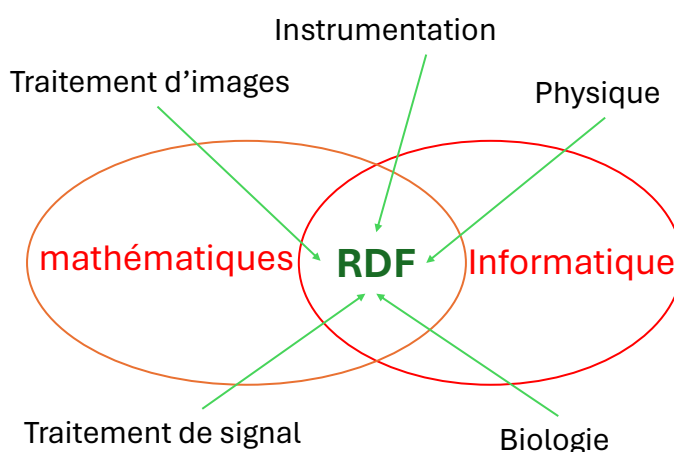 Instrumentation
Traitement d’images
Physique
mathématiques
RDF
Informatique
Traitement de signal
Biologie